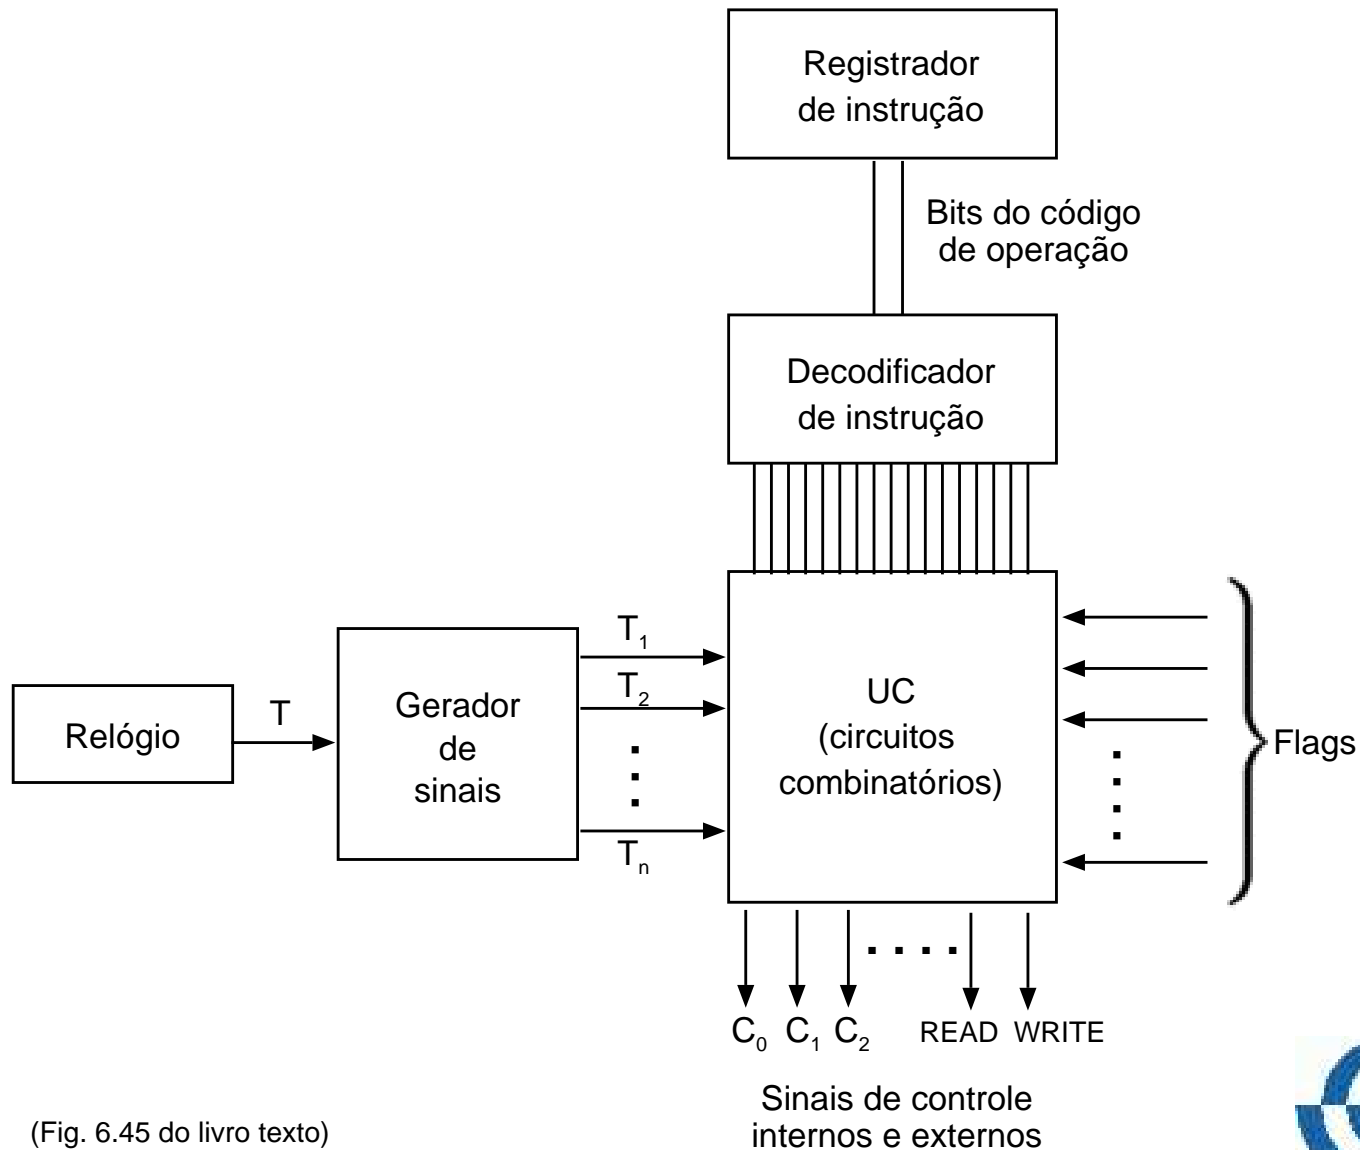 Registrador
de instrução
Bits do código
de operação
Decodificador
de instrução
T1
T2
Tn
Relógio
T
Gerador
de
sinais
UC
(circuitos
combinatórios)
Flags
C0 C1 C2 READ WRITE
Sinais de controle
internos e externos
(Fig. 6.45 do livro texto)